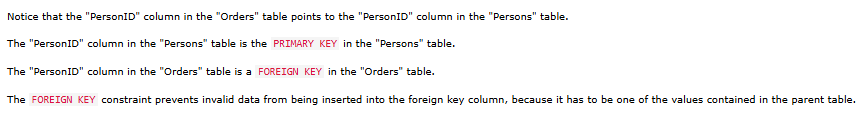 Notice that the "PersonID" column in the "Orders" table points to the "PersonID" column in the "Persons" table.
The "PersonID" column in the "Persons" table is the PRIMARY KEY in the "Persons" table.
The "PersonID" column in the "Orders" table is a FOREIGN KEY in the "Orders" table.
The FOREIGN KEY constraint prevents invalid data from being inserted into the foreign key column, because it has to be one of the values contained in the parent table.